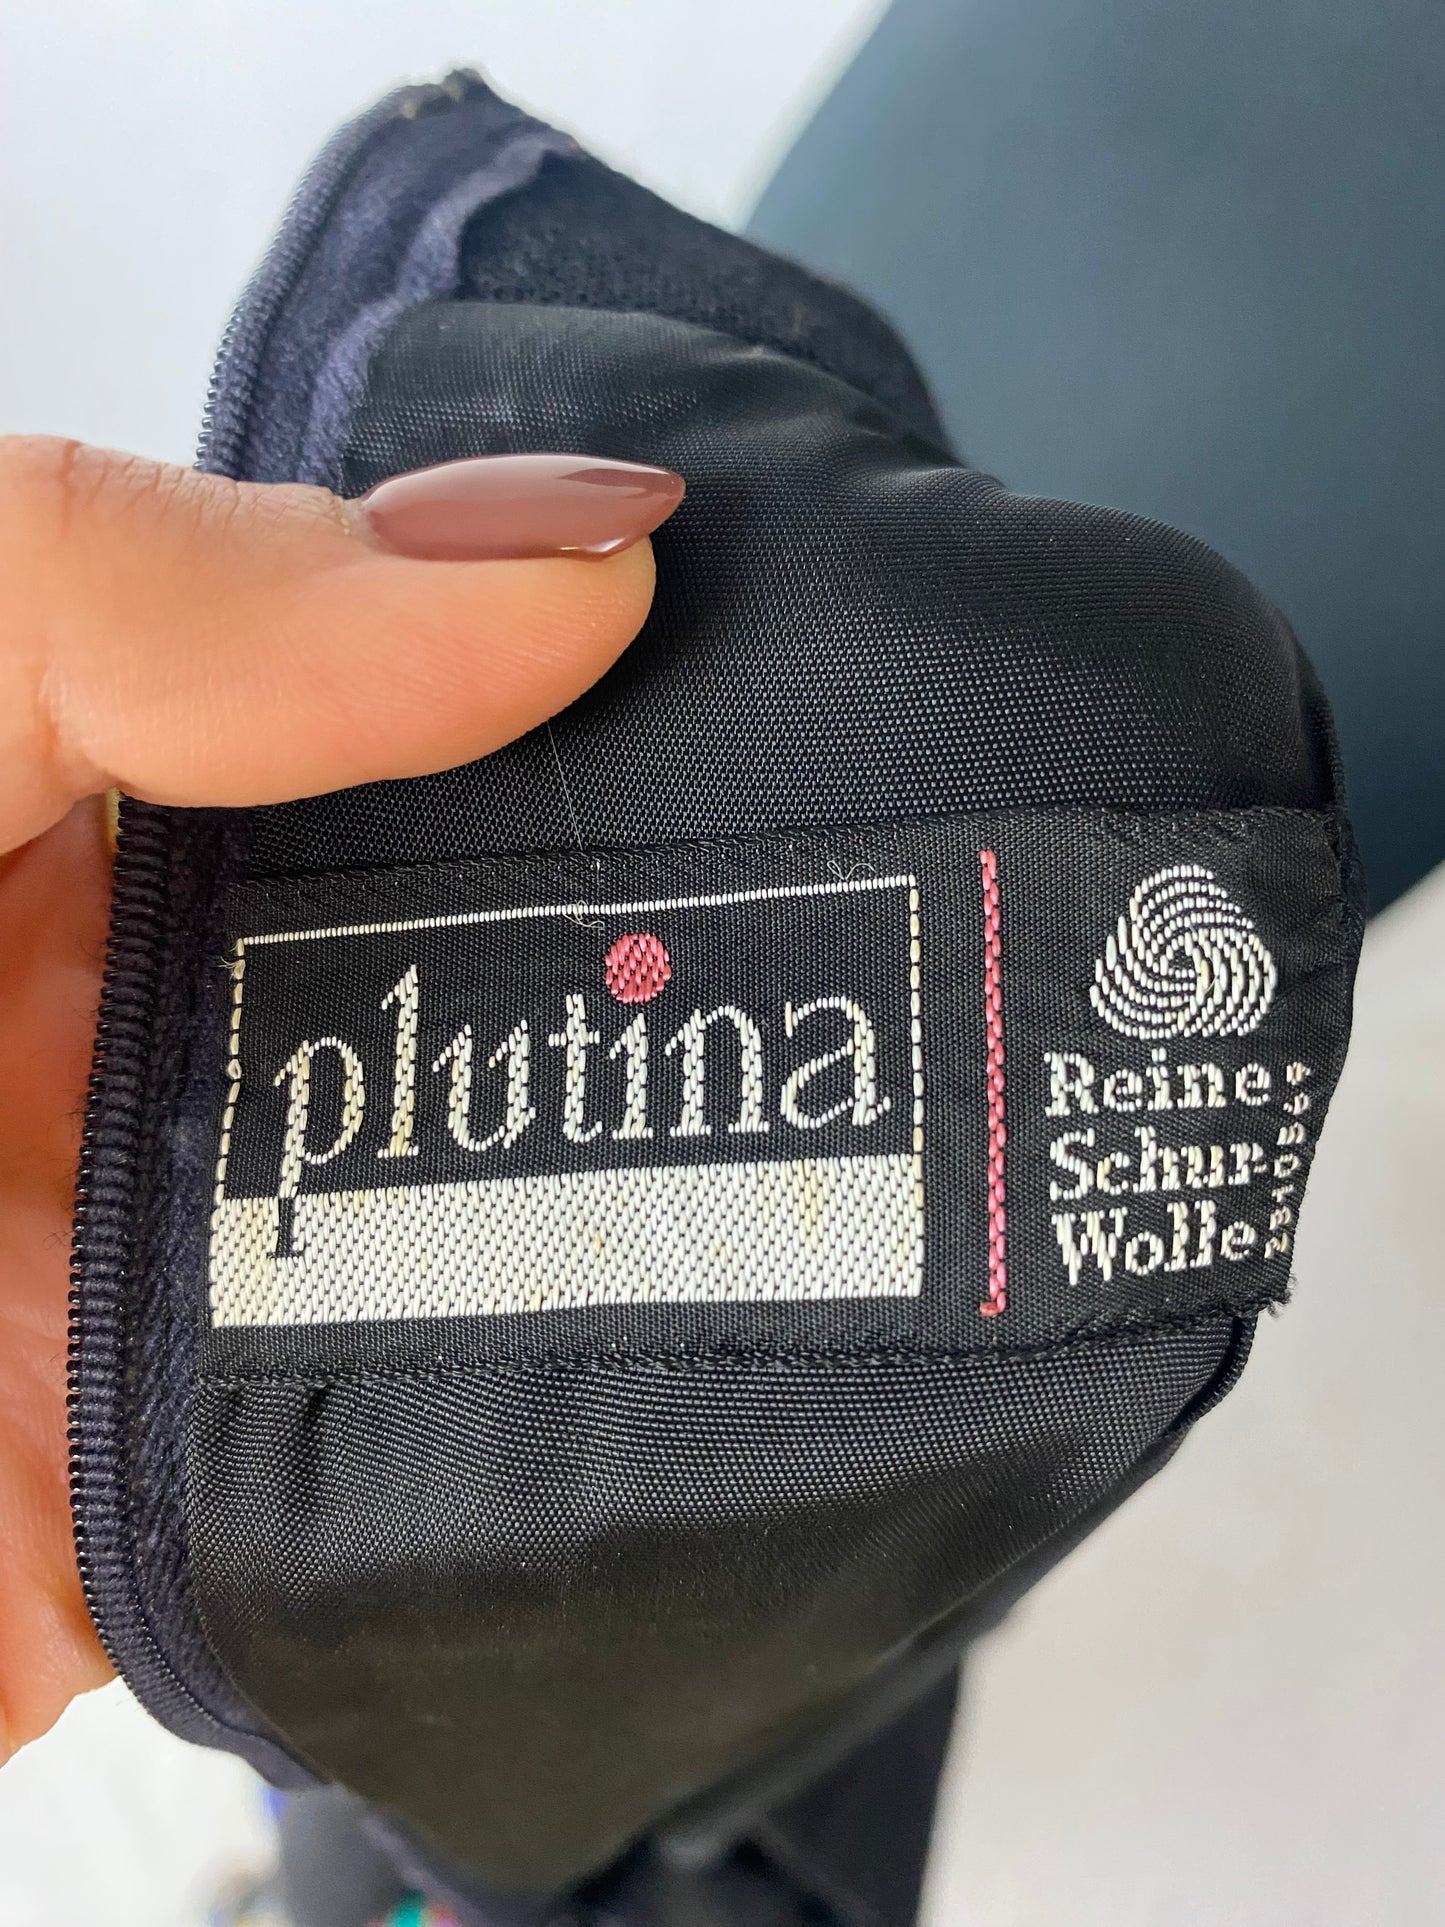 plutina
Reine
Schur-
Wolle